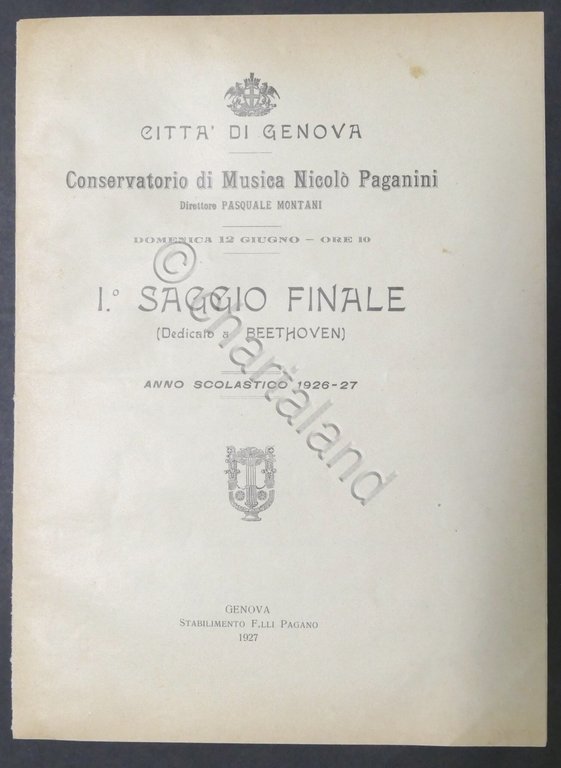 CITTA' DI GENOVA
Conservatorio di Musica Nicolò Paganini
Direttore PASQUALE MONTANI
DOMENICA 12 GIUGNO - ORE 10
I.° SAGGIO FINALE
(Dedicato a BEETHOVEN)
ANNO SCOLASTICO 1926-27
GENOVA
STABILIMENTO F.LLI PAGANO
1927
© chartaland